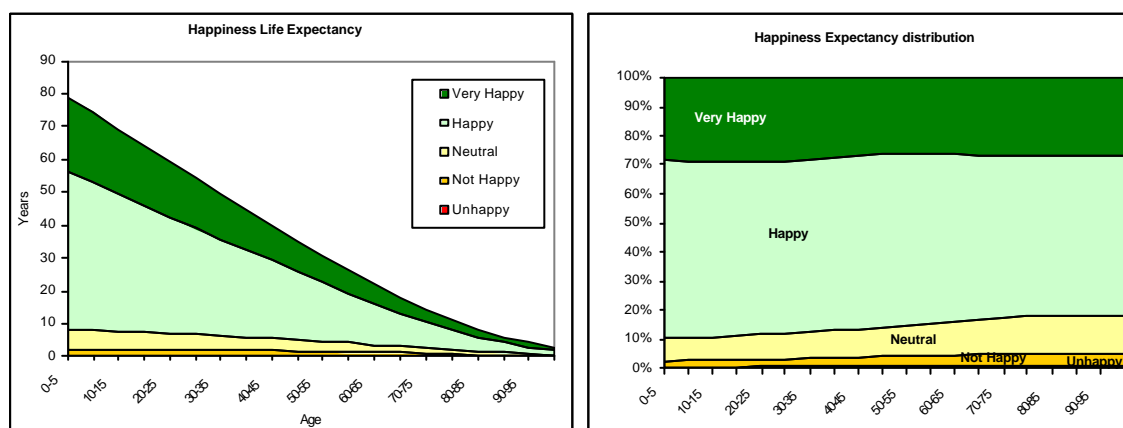 Happiness Life Expectancy
90
80
70
60
50
40
30
20
10
0
Years
Very Happy
Happy
Neutral
Not Happy
Unhappy
0-5
10-15
20-25
30-35
40-45
50-55
60-65
70-75
80-85
90-95
Age
Happiness Expectancy distribution
100%
90%
80%
70%
60%
50%
40%
30%
20%
10%
0%
Very Happy
Happy
Neutral
Not Happy
Unhappy
0-5
10-15
20-25
30-35
40-45
50-55
60-65
70-75
80-85
90-95